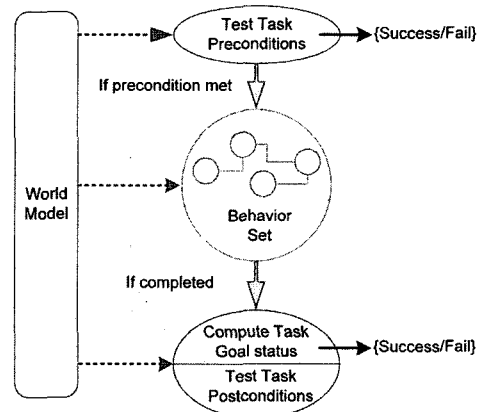 Test Task
Preconditions
{Success/Fail}
If precondition met
World
Model
Behavior
Set
If completed
Compute Task
Goal status
{Success/Fail}
Test Task
Postconditions